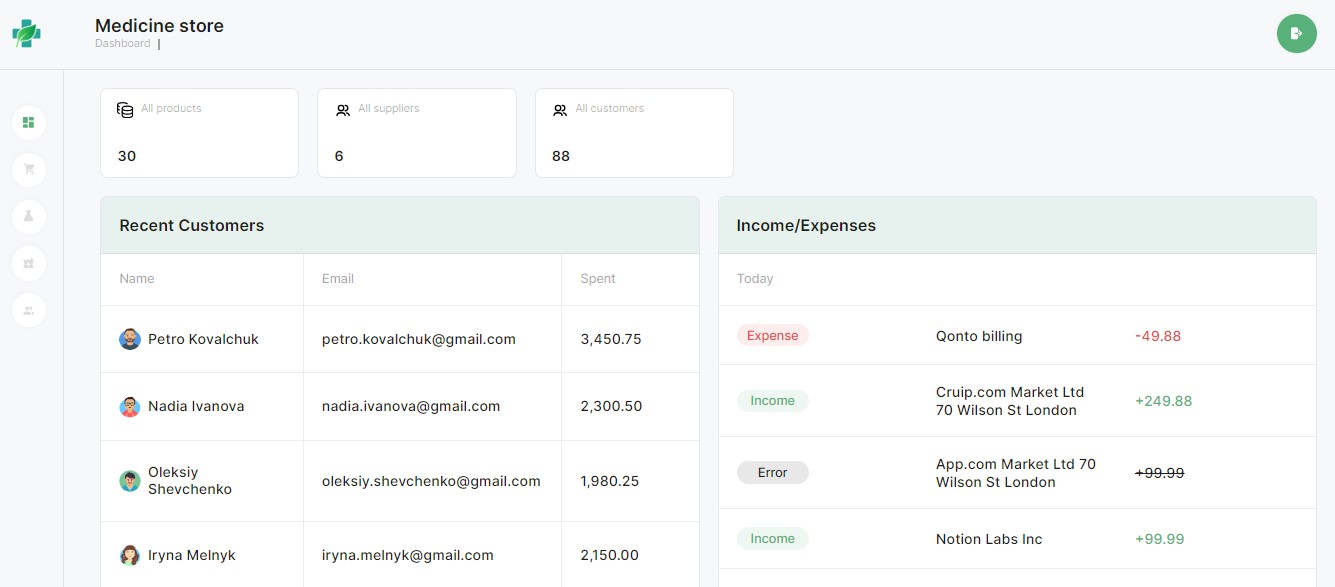 Medicine store
Dashboard |
All products
30
All suppliers
6
All customers
88
Recent Customers
Name Email Spent
Petro Kovalchuk petro.kovalchuk@gmail.com 3,450.75
Nadia Ivanova nadia.ivanova@gmail.com 2,300.50
Oleksiy
Shevchenko oleksiy.shevchenko@gmail.com 1,980.25
Iryna Melnyk iryna.melnyk@gmail.com 2,150.00
Income/Expenses
Today
Expense Qonto billing -49.88
Income Cruip.com Market Ltd
70 Wilson St London +249.88
Error App.com Market Ltd 70
Wilson St London +99.99
Income Notion Labs Inc +99.99